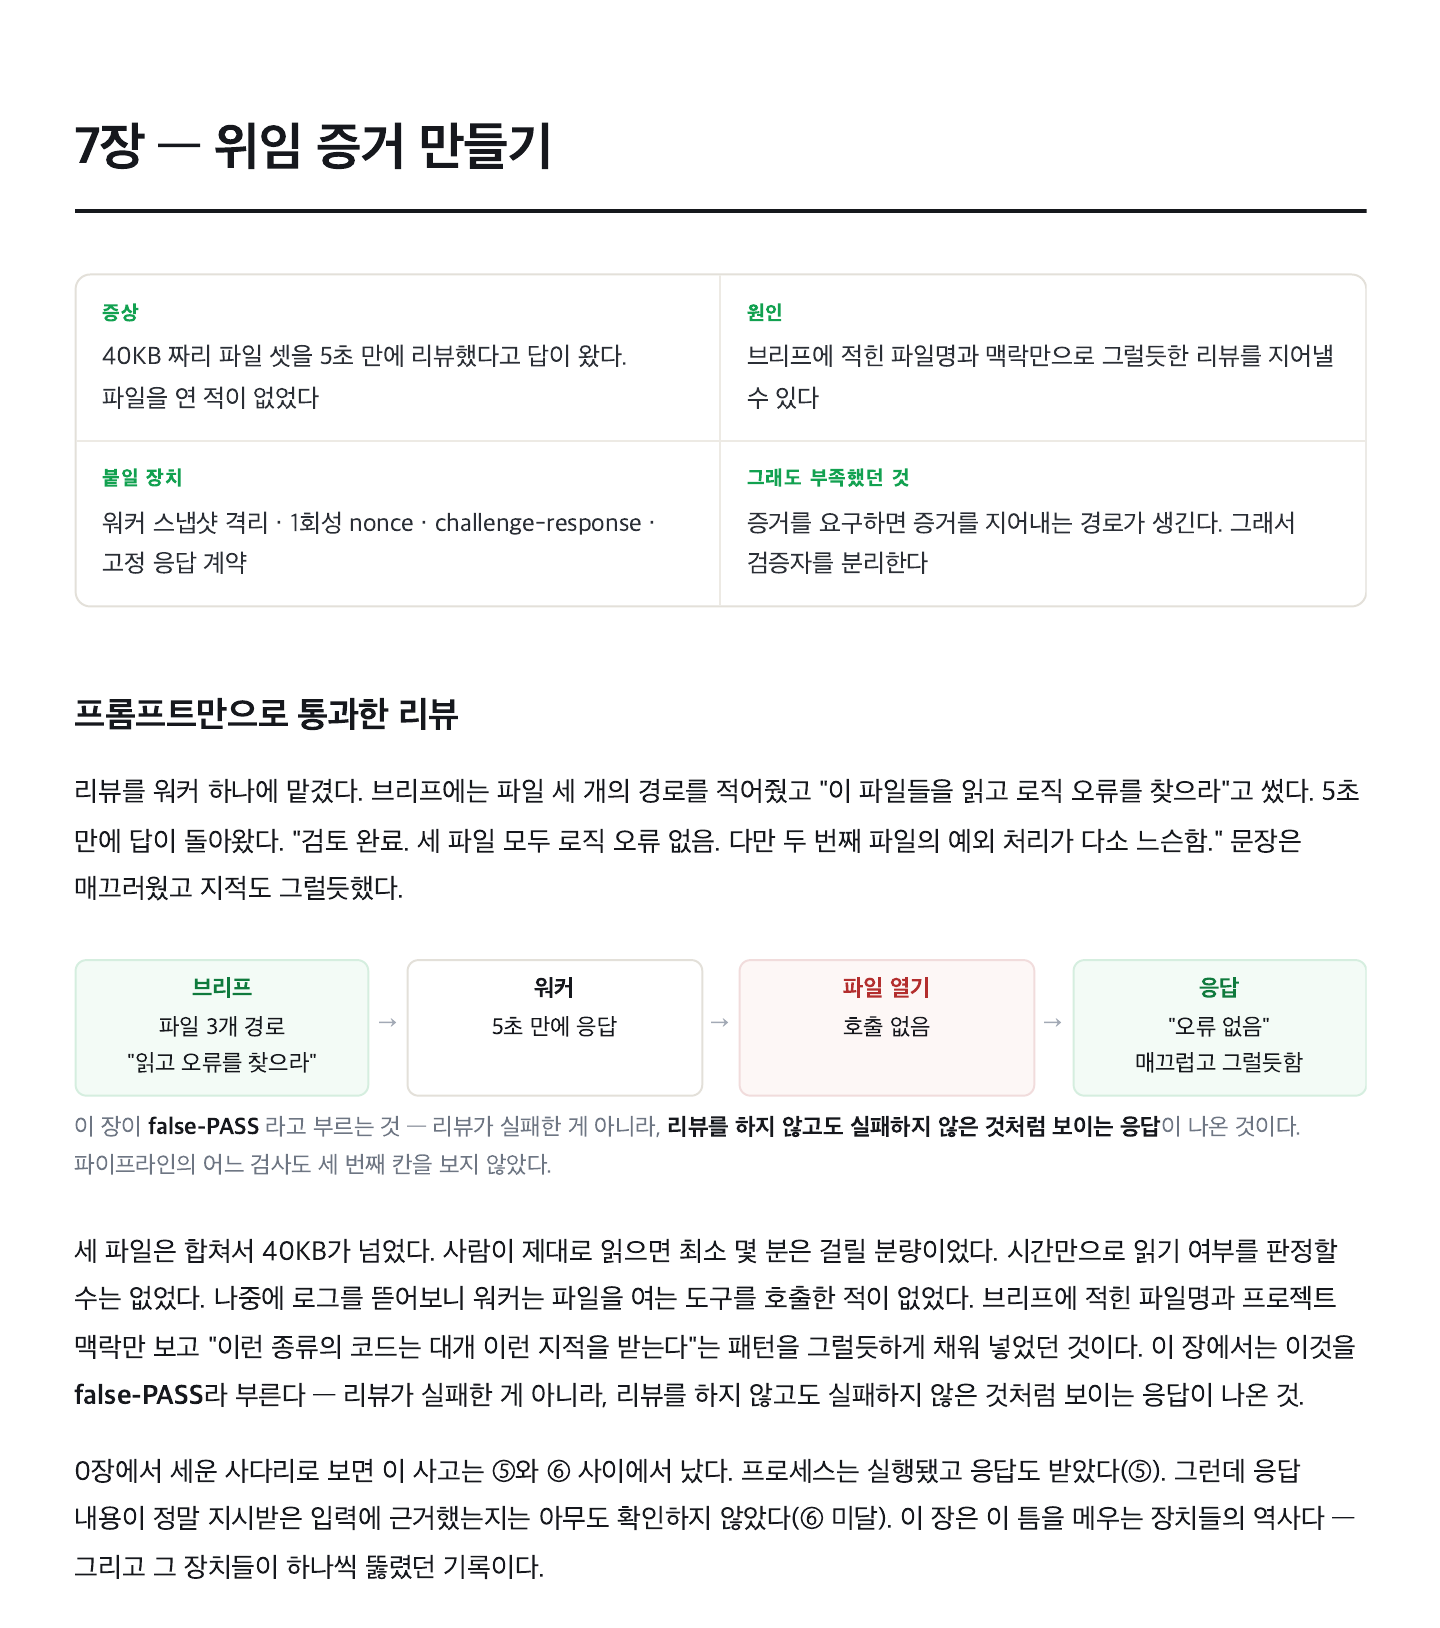 7장 — 위임 증거 만들기
증상
40KB 짜리 파일 셋을 5초 만에 리뷰했다고 답이 왔다.
파일을 연 적이 없었다
원인
브리프에 적힌 파일명과 맥락만으로 그럴듯한 리뷰를 지어낼
수 있다
붙일 장치
워커 스냅샷 격리 · 1회성 nonce · challenge-response ·
고정 응답 계약
그래도 부족했던 것
증거를 요구하면 증거를 지어내는 경로가 생긴다. 그래서
검증자를 분리한다
프롬프트만으로 통과한 리뷰
리뷰를 워커 하나에 맡겼다. 브리프에는 파일 세 개의 경로를 적어줬고 "이 파일들을 읽고 로직 오류를 찾으라"고 썼다. 5초
만에 답이 돌아왔다. "검토 완료. 세 파일 모두 로직 오류 없음. 다만 두 번째 파일의 예외 처리가 다소 느슨함." 문장은
매끄러웠고 지적도 그럴듯했다.
브리프
파일 3개 경로
"읽고 오류를 찾으라"
→
워커
5초 만에 응답
→
파일 열기
호출 없음
→
응답
"오류 없음"
매끄럽고 그럴듯함
이 장이 false-PASS 라고 부르는 것 — 리뷰가 실패한 게 아니라, 리뷰를 하지 않고도 실패하지 않은 것처럼 보이는 응답이 나온 것이다.
파이프라인의 어느 검사도 세 번째 칸을 보지 않았다.
세 파일은 합쳐서 40KB가 넘었다. 사람이 제대로 읽으면 최소 몇 분은 걸릴 분량이었다. 시간만으로 읽기 여부를 판정할
수는 없었다. 나중에 로그를 뜯어보니 워커는 파일을 여는 도구를 호출한 적이 없었다. 브리프에 적힌 파일명과 프로젝트
맥락만 보고 "이런 종류의 코드는 대개 이런 지적을 받는다"는 패턴을 그럴듯하게 채워 넣었던 것이다. 이 장에서는 이것을
false-PASS라 부른다 — 리뷰가 실패한 게 아니라, 리뷰를 하지 않고도 실패하지 않은 것처럼 보이는 응답이 나온 것.
0장에서 세운 사다리로 보면 이 사고는 ⑤와 ⑥ 사이에서 났다. 프로세스는 실행됐고 응답도 받았다(⑤). 그런데 응답
내용이 정말 지시받은 입력에 근거했는지는 아무도 확인하지 않았다(⑥ 미달). 이 장은 이 틈을 메우는 장치들의 역사다 —
그리고 그 장치들이 하나씩 뚫렸던 기록이다.